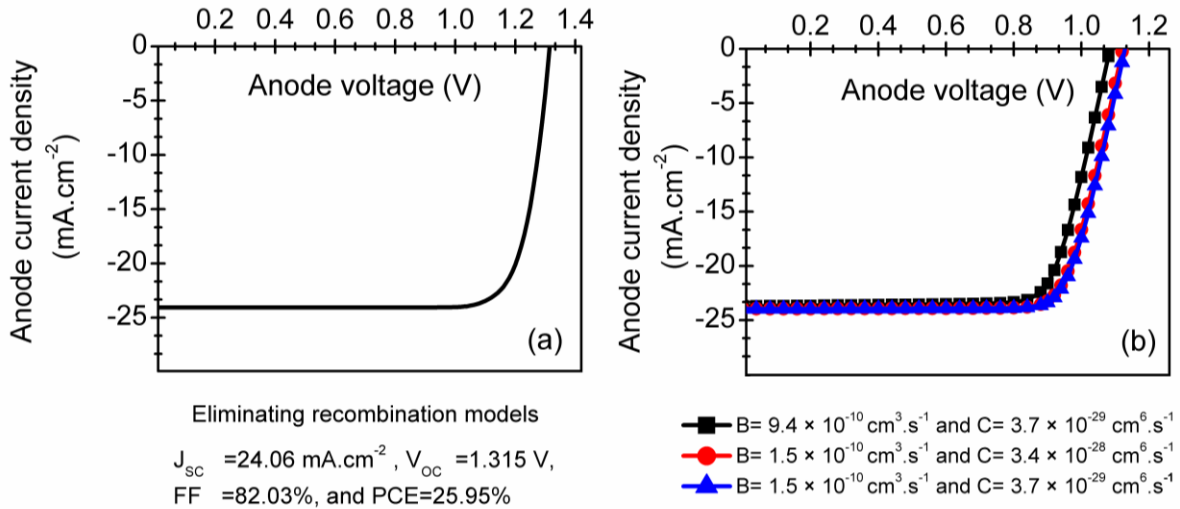 0.2 0.4 0.6 0.8 1.0 1.2 1.4
Anode voltage (V)
Anode current density
(mA.cm⁻²)
0
-5
-10
-15
-20
-25
(a)
Eliminating recombination models
J_SC =24.06 mA.cm⁻² , V_OC =1.315 V,
FF =82.03%, and PCE=25.95%
0.2 0.4 0.6 0.8 1.0 1.2
Anode voltage (V)
Anode current density
(mA.cm⁻²)
0
-5
-10
-15
-20
-25
(b)
B= 9.4 × 10⁻¹⁰ cm³.s⁻¹ and C= 3.7 × 10⁻²⁹ cm⁶.s⁻¹
B= 1.5 × 10⁻¹⁰ cm³.s⁻¹ and C= 3.4 × 10⁻²⁸ cm⁶.s⁻¹
B= 1.5 × 10⁻¹⁰ cm³.s⁻¹ and C= 3.7 × 10⁻²⁹ cm⁶.s⁻¹